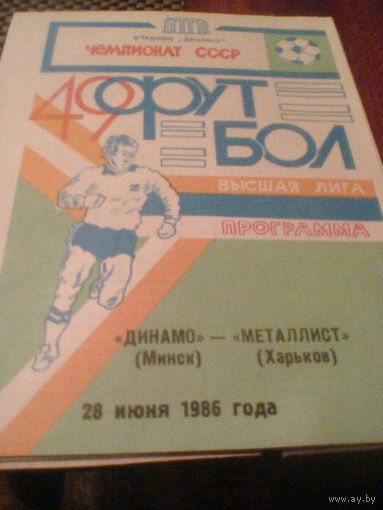 СТАДИОН „ДИНАМО"
ЧЕМПИОНАТ СССР
49 ФУТ
БОЛ
ВЫСШАЯ ЛИГА
ПРОГРАММА
«ДИНАМО» — «МЕТАЛЛИСТ»
(Минск) (Харьков)
28 июня 1986 года
www.ay.by